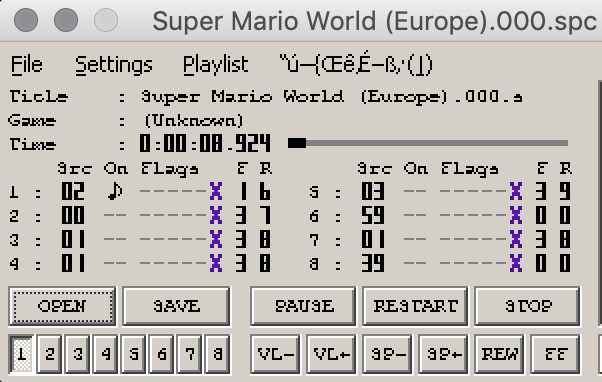 Super Mario World (Europe).000.spc
File Settings Playlist “ú–{Œê‚É–ß‚·(J)
Title : Super Mario World (Europe).000.s
Game : (Unknown)
Time : 0:00:08.924
Src On Flags E R Src On Flags E R
1 : 02 ♪ -----X 1 6 5 : 03 -- -----X 3 9
2 : 00 -- -----X 3 7 6 : 59 -- -----X 0 0
3 : 01 -- -----X 3 8 7 : 01 -- -----X 3 8
4 : 01 -- -----X 3 8 8 : 39 -- -----X 0 0
OPEN SAVE PAUSE RESTART STOP
1 2 3 4 5 6 7 8 VL- VL+ SP- SP+ REW FF